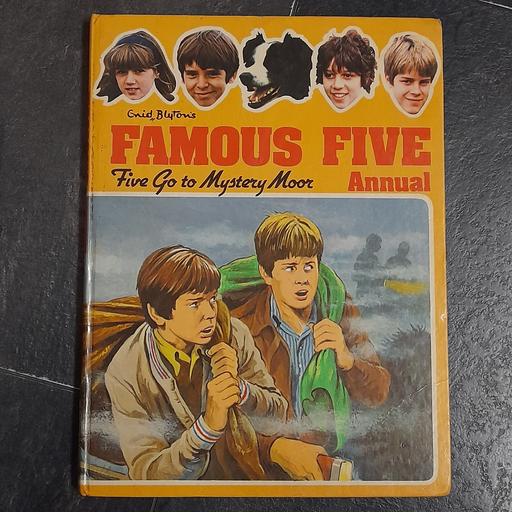 Enid Blyton's
FAMOUS FIVE
Five Go to Mystery Moor Annual